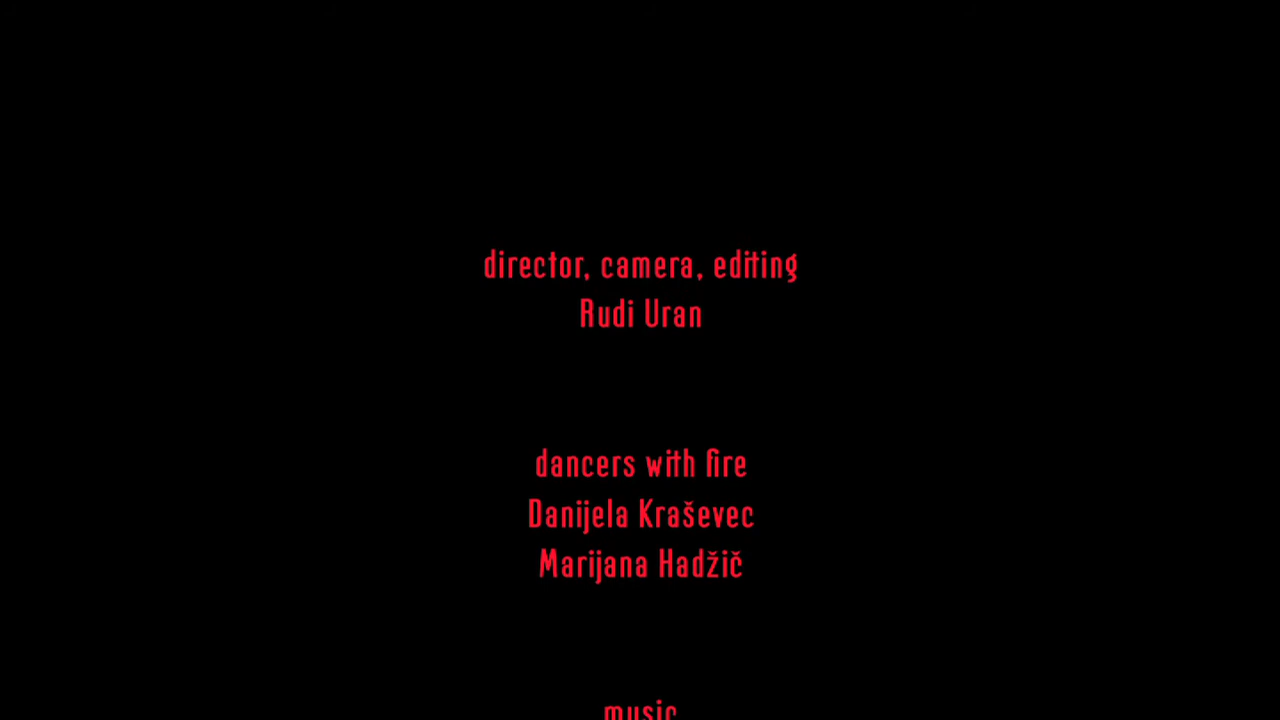 director, camera, editing
Rudi Uran
dancers with fire
Danijela Kraševec
Marijana Hadžič
music